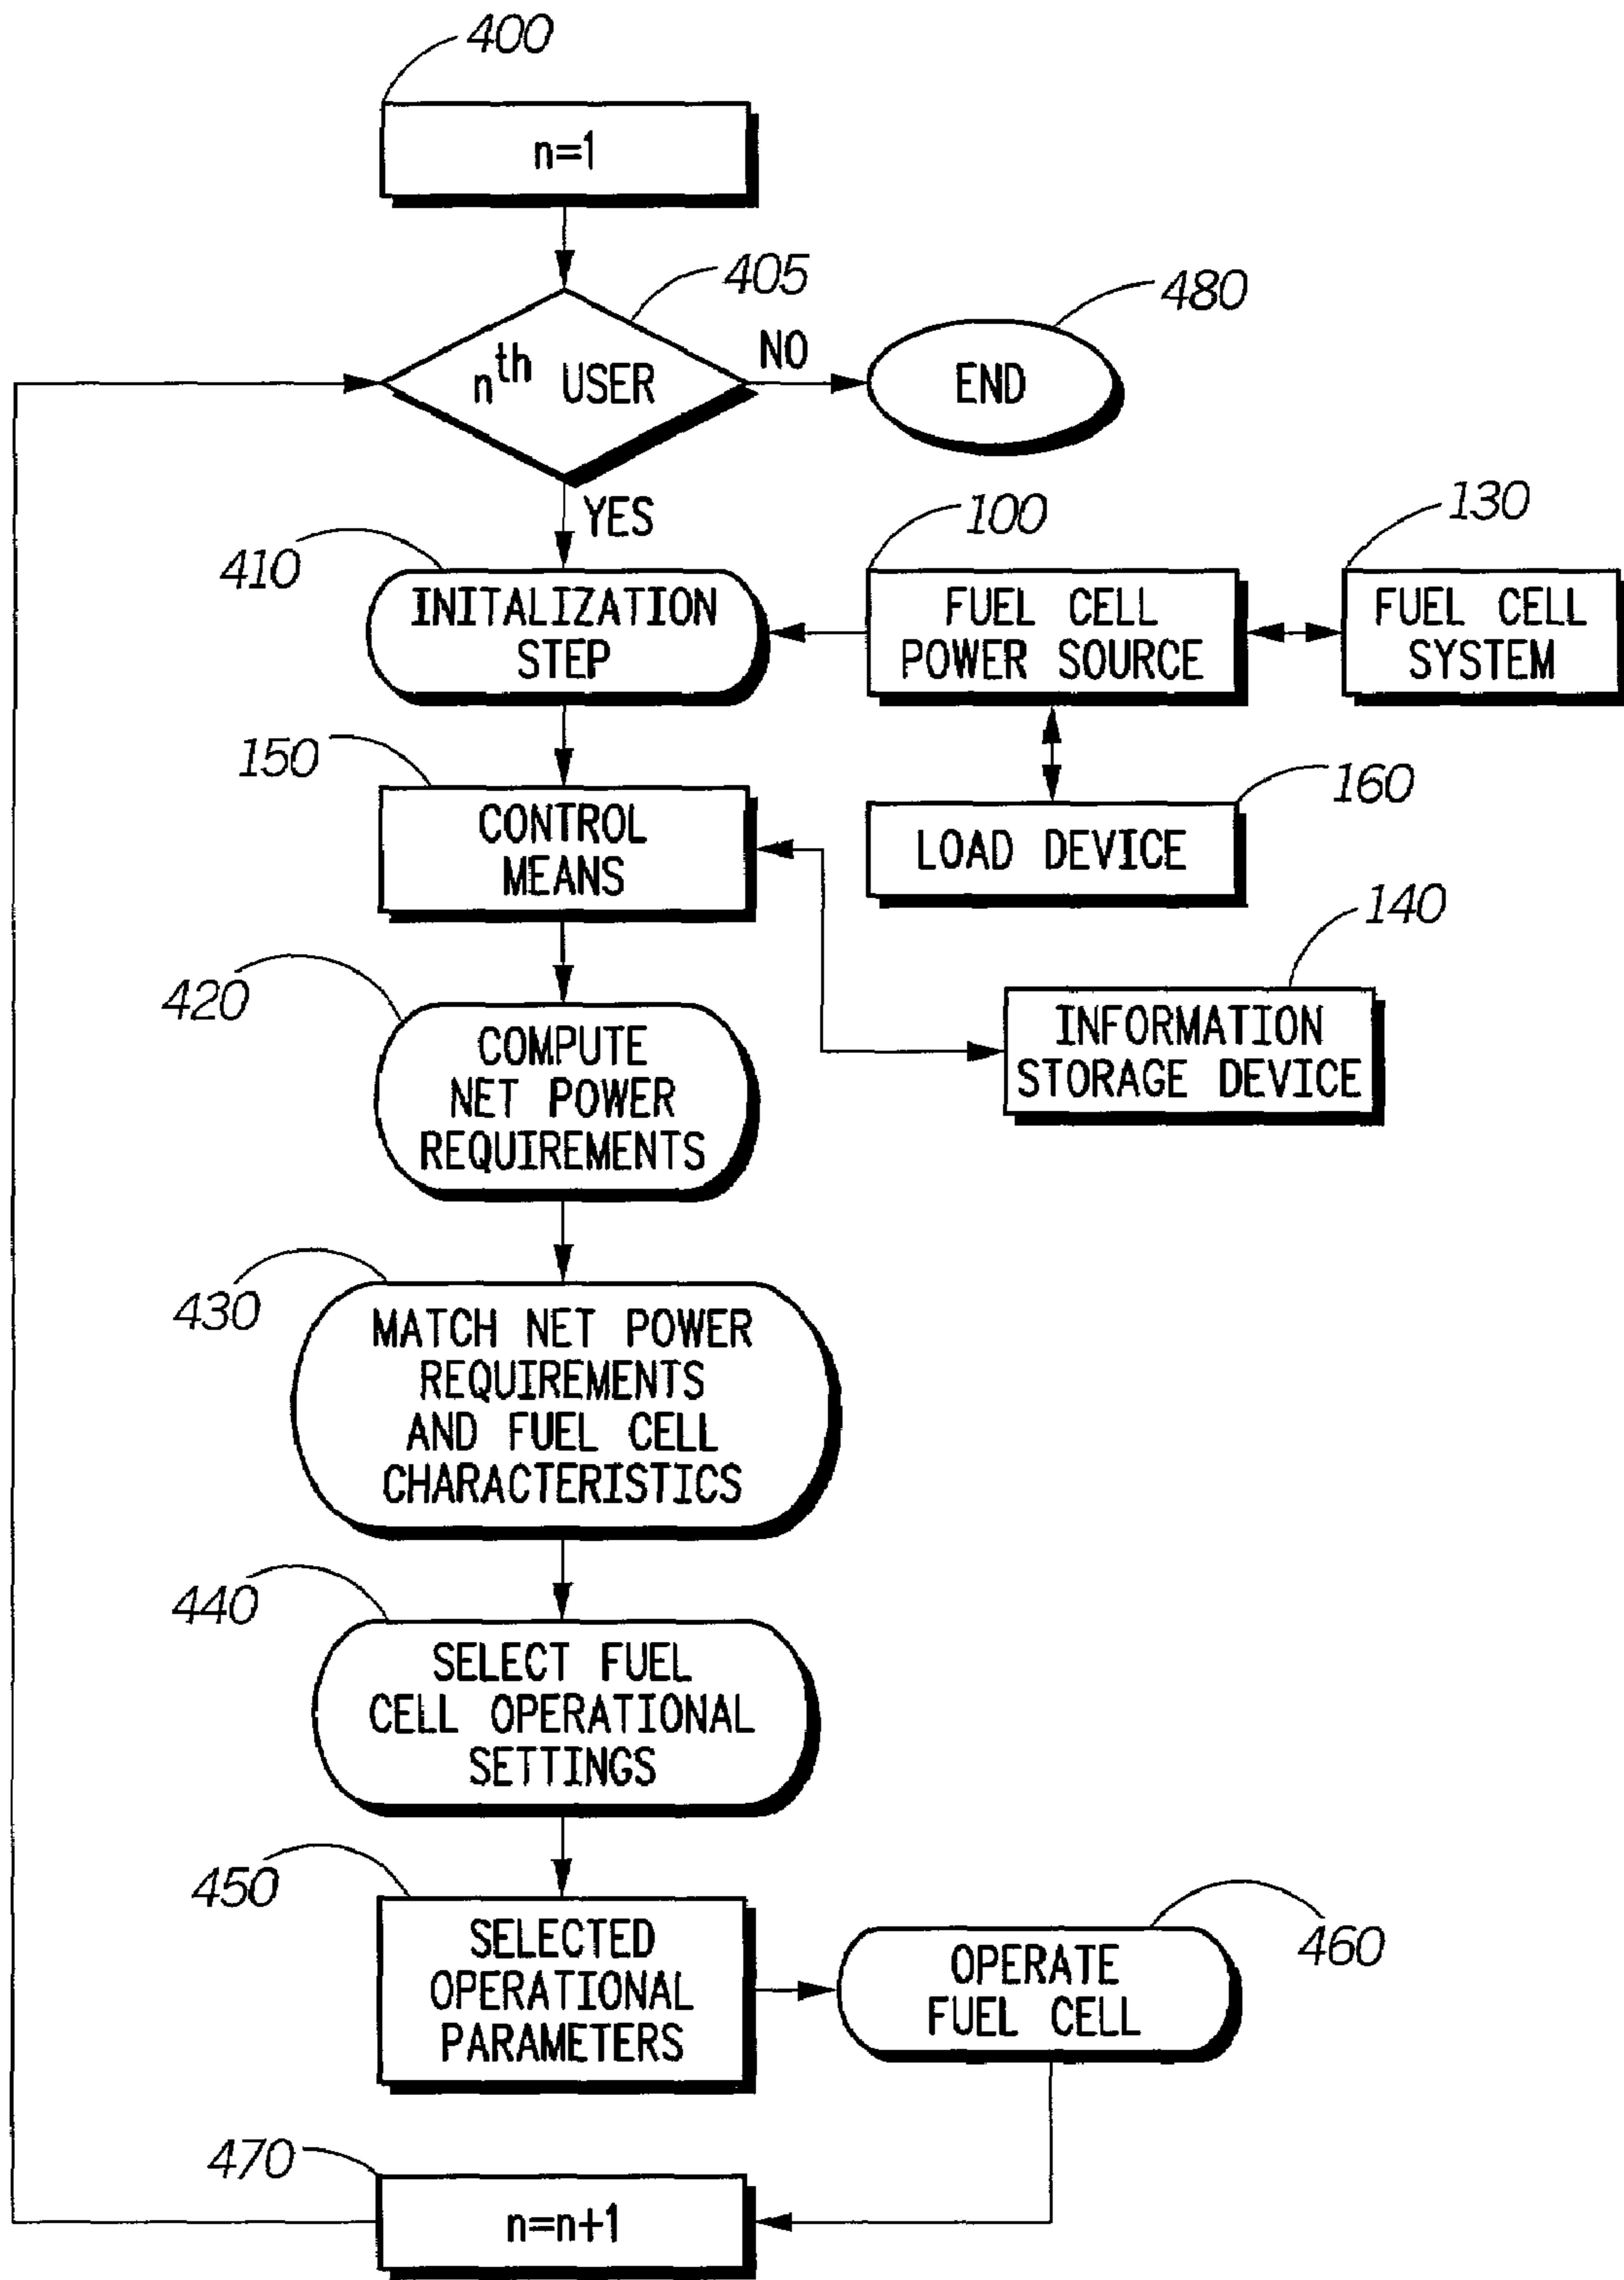 400
n=1
405
480
nth USER
NO
END
YES
100
130
410
INITALIZATION
STEP
FUEL CELL
POWER SOURCE
FUEL CELL
SYSTEM
150
160
CONTROL
MEANS
LOAD DEVICE
140
420
INFORMATION
STORAGE DEVICE
COMPUTE
NET POWER
REQUIREMENTS
430
MATCH NET POWER
REQUIREMENTS
AND FUEL CELL
CHARACTERISTICS
440
SELECT FUEL
CELL OPERATIONAL
SETTINGS
450
460
SELECTED
OPERATIONAL
PARAMETERS
OPERATE
FUEL CELL
470
n=n+1